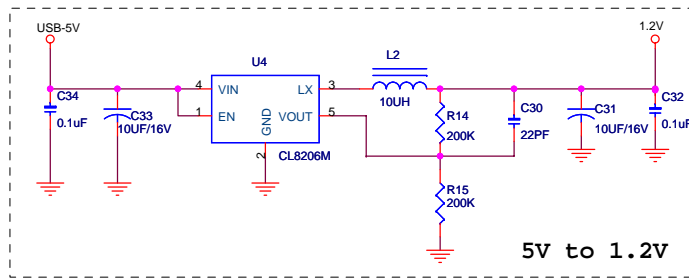 USB-5V
1.2V
U4
L2
C34
0.1uF
C33
10UF/16V
4
VIN
1
EN
GND
2
LX
3
VOUT
5
CL8206M
10UH
R14
200K
C30
22PF
C31
10UF/16V
C32
0.1uF
R15
200K
5V to 1.2V